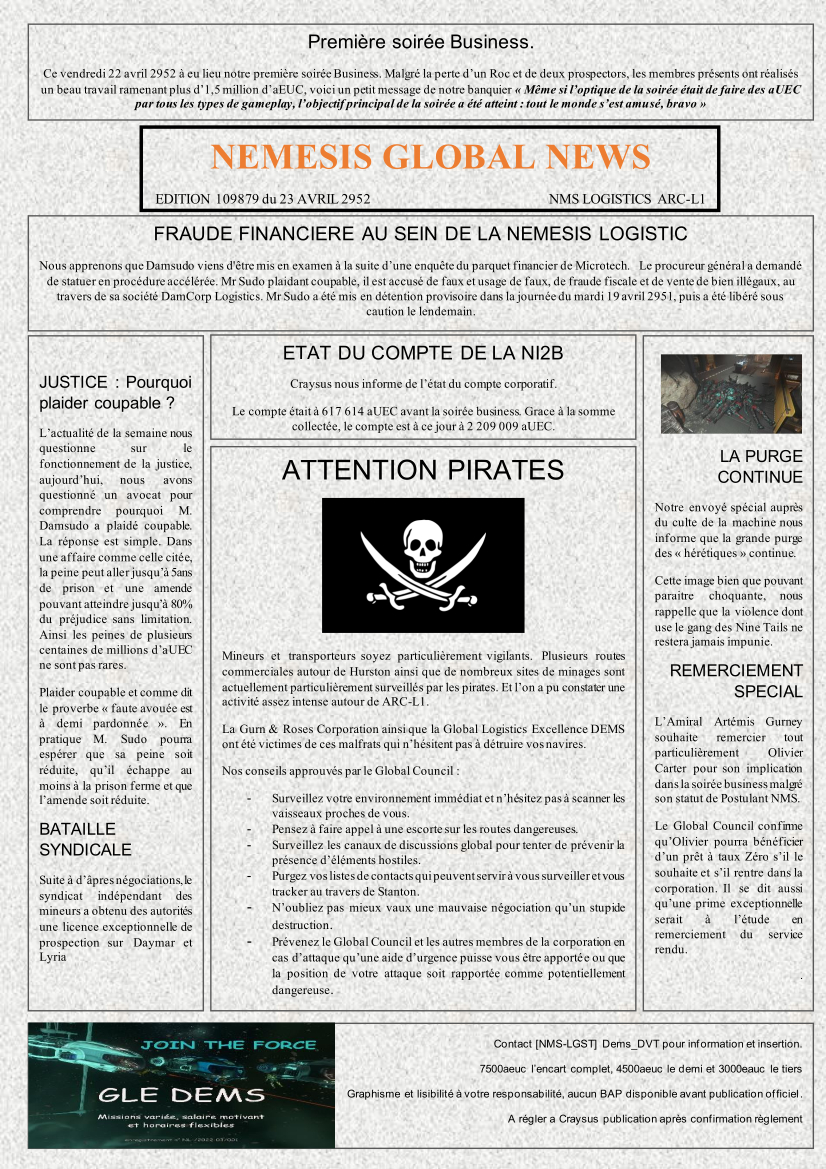 Première soirée Business.
Ce vendredi 22 avril 2952 à eu lieu notre première soirée Business. Malgré la perte d’un Roc et de deux prospectors, les membres présents ont réalisés
un beau travail ramenant plus d’1,5 million d’aEUC, voici un petit message de notre banquier « Même si l’optique de la soirée était de faire des aUEC
par tous les types de gameplay, l’objectif principal de la soirée a été atteint : tout le monde s’est amusé, bravo »
NEMESIS GLOBAL NEWS
EDITION 109879 du 23 AVRIL 2952 NMS LOGISTICS ARC-L1
FRAUDE FINANCIERE AU SEIN DE LA NEMESIS LOGISTIC
Nous apprenons que Damsudo viens d'être mis en examen à la suite d’une enquête du parquet financier de Microtech. Le procureur général a demandé
de statuer en procédure accélérée. Mr Sudo plaidant coupable, il est accusé de faux et usage de faux, de fraude fiscale et de vente de bien illégaux, au
travers de sa société DamCorp Logistics. Mr Sudo a été mis en détention provisoire dans la journée du mardi 19 avril 2951, puis a été libéré sous
caution le lendemain.
JUSTICE : Pourquoi
plaider coupable ?
L’actualité de la semaine nous
questionne sur le
fonctionnement de la justice,
aujourd’hui, nous avons
questionné un avocat pour
comprendre pourquoi M.
Damsudo a plaidé coupable.
La réponse est simple. Dans
une affaire comme celle citée,
la peine peut aller jusqu’à 5ans
de prison et une amende
pouvant atteindre jusqu’à 80%
du préjudice sans limitation.
Ainsi les peines de plusieurs
centaines de millions d’aUEC
ne sont pas rares.
Plaider coupable et comme dit
le proverbe « faute avouée est
à demi pardonnée ». En
pratique M. Sudo pourra
espérer que sa peine soit
réduite, qu’il échappe au
moins à la prison ferme et que
l’amende soit réduite.
BATAILLE
SYNDICALE
Suite à d’âpres négociations, le
syndicat indépendant des
mineurs a obtenu des autorités
une licence exceptionnelle de
prospection sur Daymar et
Lyria
ETAT DU COMPTE DE LA NI2B
Craysus nous informe de l’état du compte corporatif.
Le compte était à 617 614 aUEC avant la soirée business. Grace à la somme
collectée, le compte est à ce jour à 2 209 009 aUEC.
ATTENTION PIRATES
Mineurs et transporteurs soyez particulièrement vigilants. Plusieurs routes
commerciales autour de Hurston ainsi que de nombreux sites de minages sont
actuellement particulièrement surveillés par les pirates. Et l’on a pu constater une
activité assez intense autour de ARC-L1.
La Gurn & Roses Corporation ainsi que la Global Logistics Excellence DEMS
ont été victimes de ces malfrats qui n’hésitent pas à détruire vos navires.
Nos conseils approuvés par le Global Council :
- Surveillez votre environnement immédiat et n’hésitez pas à scanner les
vaisseaux proches de vous.
- Pensez à faire appel à une escorte sur les routes dangereuses.
- Surveillez les canaux de discussions global pour tenter de prévenir la
présence d’éléments hostiles.
- Purgez vos listes de contacts qui peuvent servir à vous surveiller et vous
tracker au travers de Stanton.
- N’oubliez pas mieux vaux une mauvaise négociation qu’un stupide
destruction.
- Prévenez le Global Council et les autres membres de la corporation en
cas d’attaque qu’une aide d’urgence puisse vous être apportée ou que
la position de votre attaque soit rapportée comme potentiellement
dangereuse.
LA PURGE
CONTINUE
Notre envoyé spécial auprès
du culte de la machine nous
informe que la grande purge
des « hérétiques » continue.
Cette image bien que pouvant
paraitre choquante, nous
rappelle que la violence dont
use le gang des Nine Tails ne
restera jamais impunie.
REMERCIEMENT
SPECIAL
L’Amiral Artémis Gurney
souhaite remercier tout
particulièrement Olivier
Carter pour son implication
dans la soirée business malgré
son statut de Postulant NMS.
Le Global Council confirme
qu’Olivier pourra bénéficier
d’un prêt à taux Zéro s’il le
souhaite et s’il rentre dans la
corporation. Il se dit aussi
qu’une prime exceptionnelle
serait à l’étude en
remerciement du service
rendu.
.
JOIN THE FORCE
GLE DEMS
Missions variée, salaire motivant
et horaires flexibles
Contact [NMS-LGST] Dems_DVT pour information et insertion.
7500aeuc l’encart complet, 4500aeuc le demi et 3000eauc le tiers
Graphisme et lisibilité à votre responsabilité, aucun BAP disponible avant publication officiel.
A régler a Craysus publication après confirmation règlement